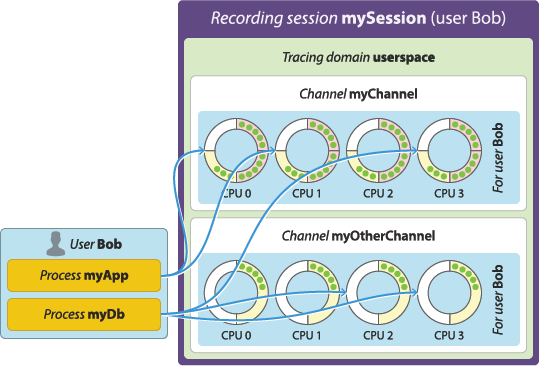 Recording session mySession (user Bob)
Tracing domain userspace
Channel myChannel
CPU 0 CPU 1 CPU 2 CPU 3
For user Bob
User Bob
Process myApp
Process myDb
Channel myOtherChannel
CPU 0 CPU 1 CPU 2 CPU 3
For user Bob